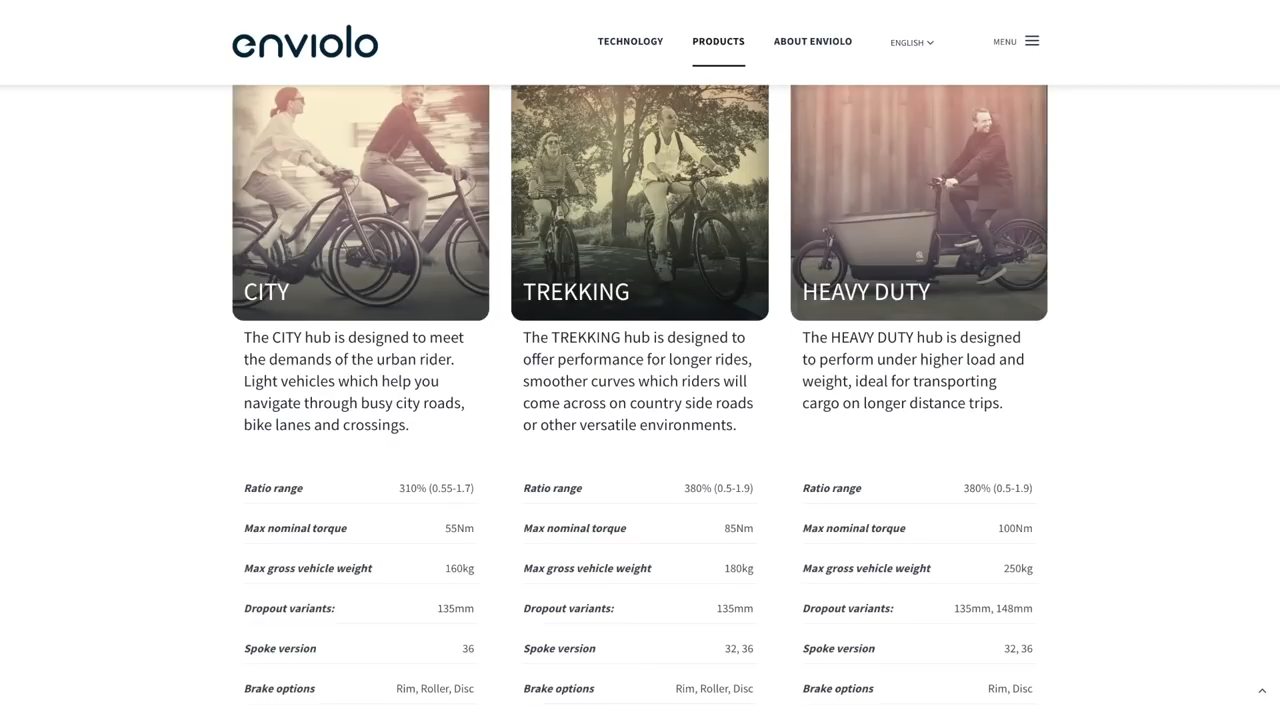 enviolo
TECHNOLOGY
PRODUCTS
ABOUT ENVIOLO
ENGLISH
MENU
CITY
The CITY hub is designed to meet
the demands of the urban rider.
Light vehicles which help you
navigate through busy city roads,
bike lanes and crossings.
Ratio range 310% (0.55-1.7)
Max nominal torque 55Nm
Max gross vehicle weight 160kg
Dropout variants: 135mm
Spoke version 36
Brake options Rim, Roller, Disc
TREKKING
The TREKKING hub is designed to
offer performance for longer rides,
smoother curves which riders will
come across on country side roads
or other versatile environments.
Ratio range 380% (0.5-1.9)
Max nominal torque 85Nm
Max gross vehicle weight 180kg
Dropout variants: 135mm
Spoke version 32, 36
Brake options Rim, Roller, Disc
HEAVY DUTY
The HEAVY DUTY hub is designed
to perform under higher load and
weight, ideal for transporting
cargo on longer distance trips.
Ratio range 380% (0.5-1.9)
Max nominal torque 100Nm
Max gross vehicle weight 250kg
Dropout variants: 135mm, 148mm
Spoke version 32, 36
Brake options Rim, Disc